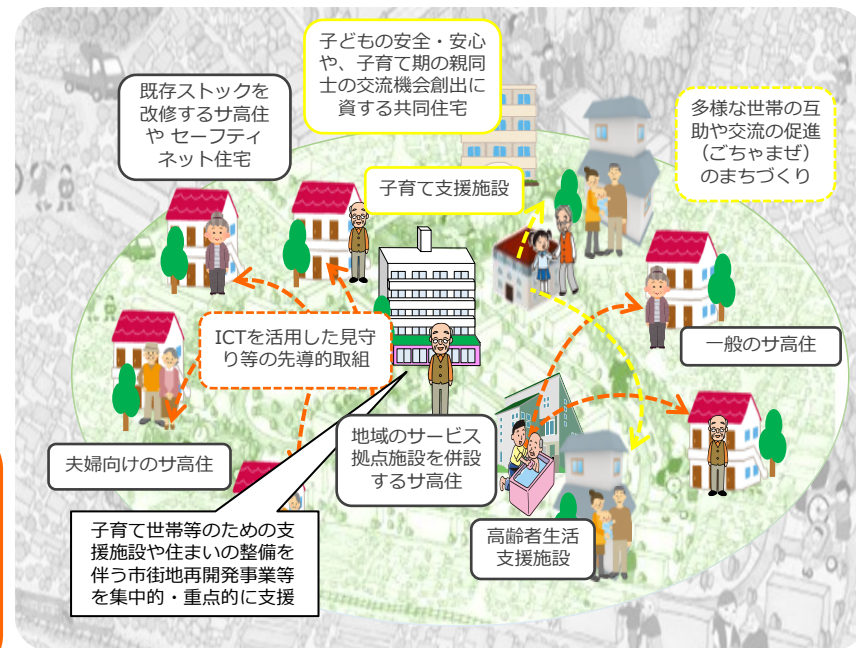 子どもの安全・安心
や、子育て期の親同
士の交流機会創出に
資する共同住宅
既存ストックを
改修するサ高住
や セーフティ
ネット住宅
多様な世帯の互
助や交流の促進
（ごちゃまぜ）
のまちづくり
子育て支援施設
ICTを活用した見守
り等の先導的取組
一般のサ高住
夫婦向けのサ高住
地域のサービス
拠点施設を併設
するサ高住
高齢者生活
支援施設
子育て世帯等のための支
援施設や住まいの整備を
伴う市街地再開発事業等
を集中的・重点的に支援